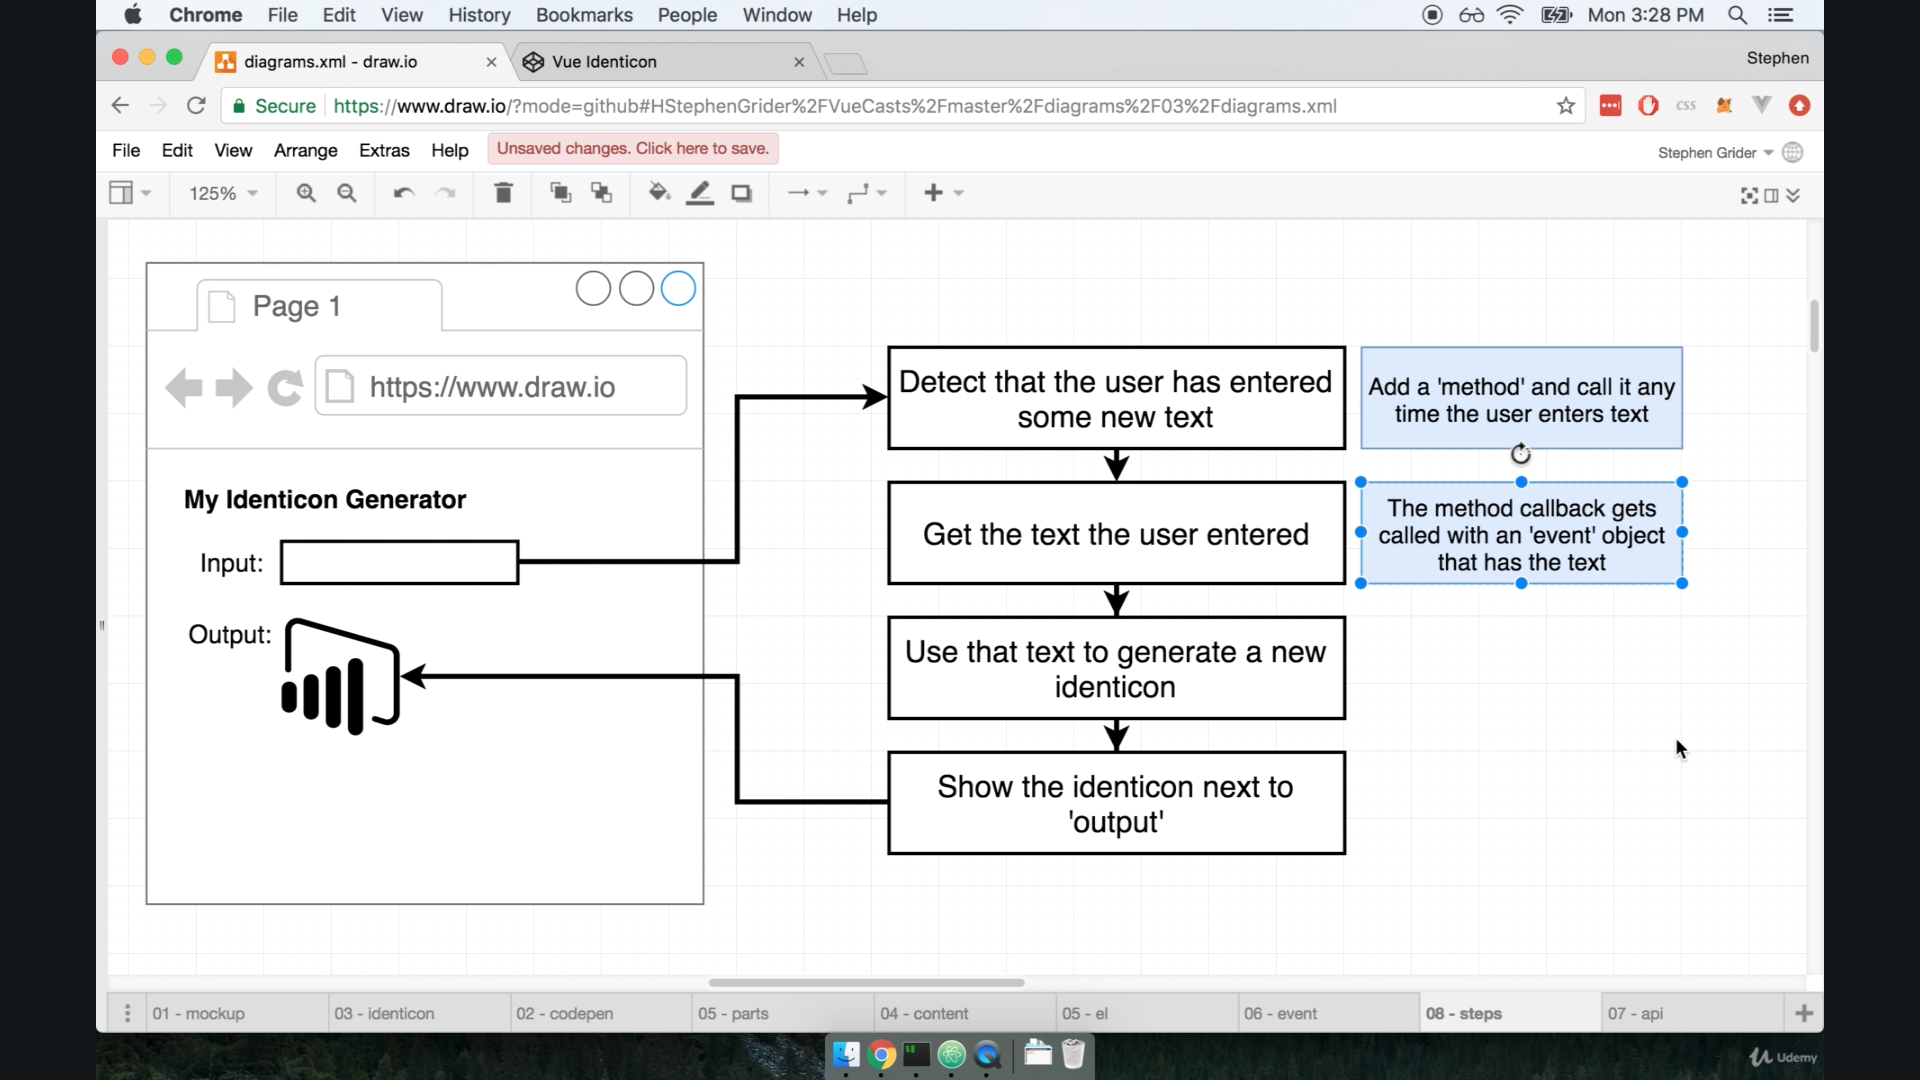 Chrome File Edit View History Bookmarks People Window Help Mon 3:28 PM
diagrams.xml - draw.io Vue Identicon Stephen
Secure https://www.draw.io/?mode=github#HStephenGrider%2FVueCasts%2Fmaster%2Fdiagrams%2F03%2Fdiagrams.xml css
File Edit View Arrange Extras Help Unsaved changes. Click here to save. Stephen Grider
125%
Page 1
https://www.draw.io
My Identicon Generator
Input:
Output:
Detect that the user has entered
some new text
Add a 'method' and call it any
time the user enters text
Get the text the user entered
The method callback gets
called with an 'event' object
that has the text
Use that text to generate a new
identicon
Show the identicon next to
'output'
01 - mockup 03 - identicon 02 - codepen 05 - parts 04 - content 05 - el 06 - event 08 - steps 07 - api
Udemy